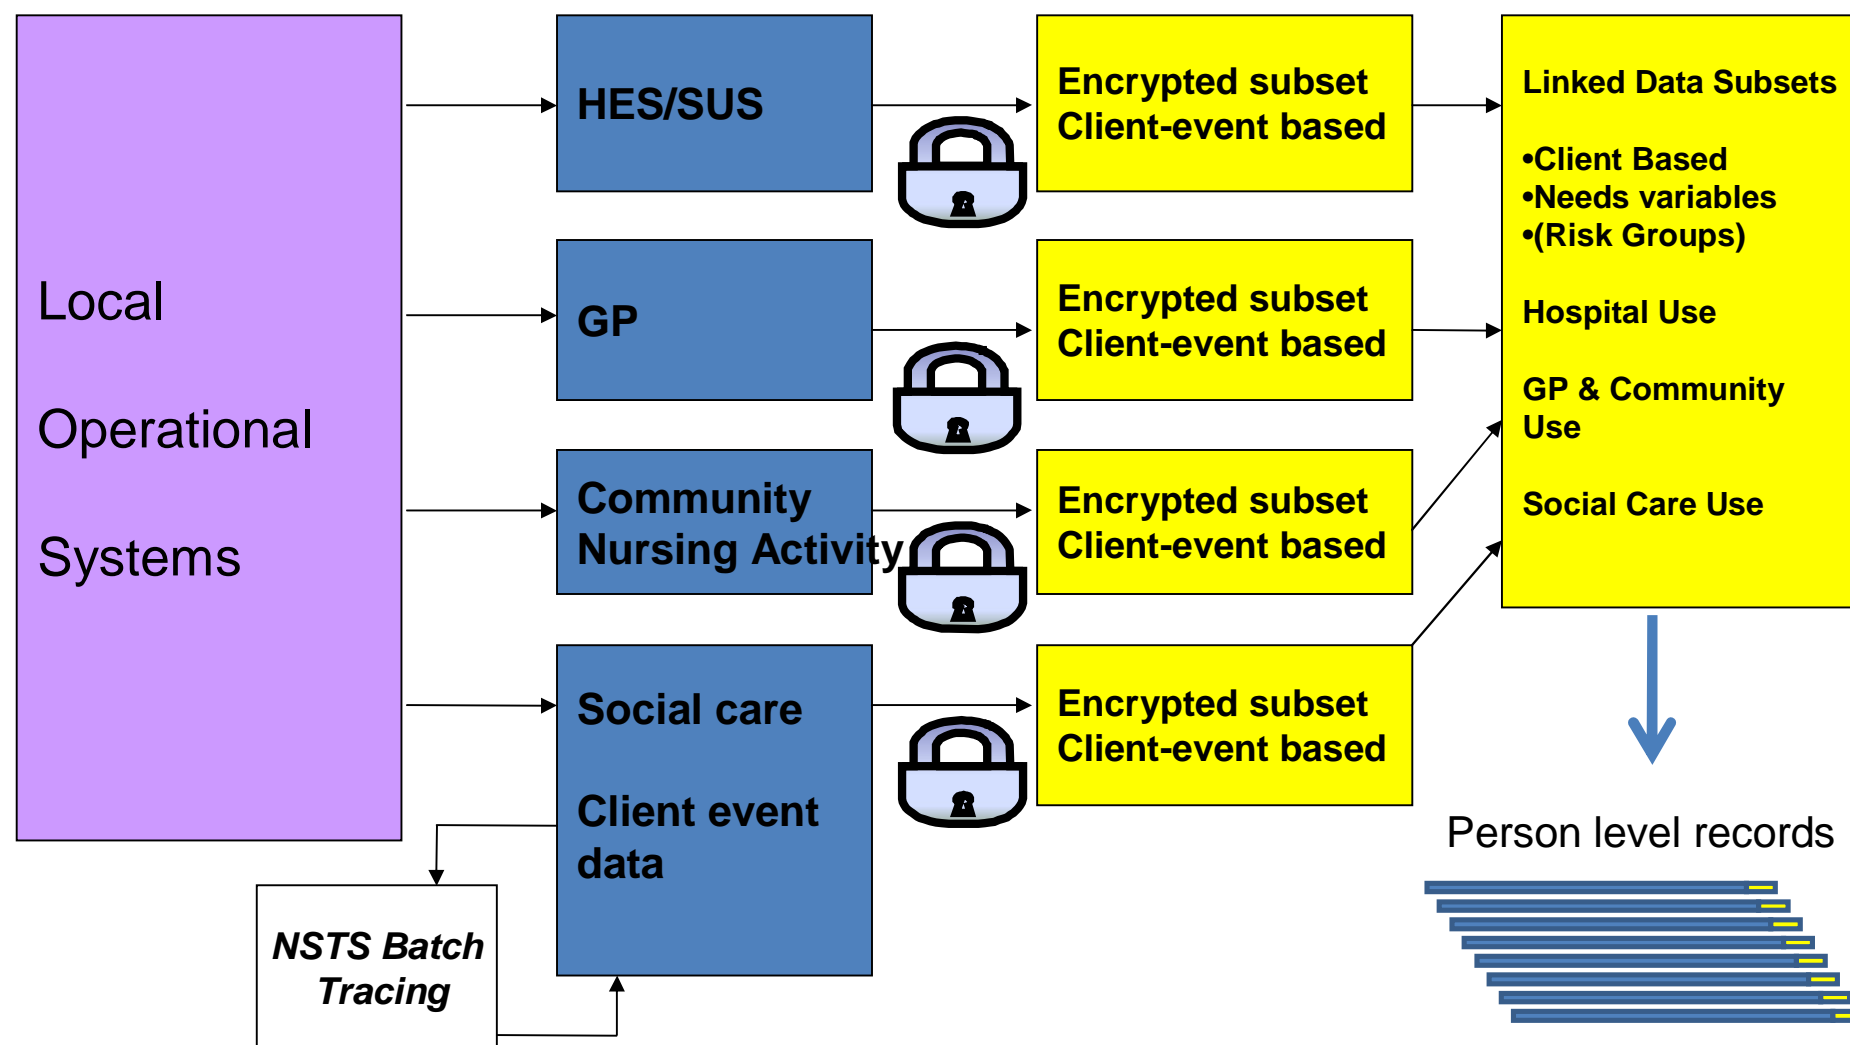 Local
Operational
Systems
HES/SUS
GP
Community
Nursing Activity
Social care
Client event
data
NSTS Batch
Tracing
Encrypted subset
Client-event based
Encrypted subset
Client-event based
Encrypted subset
Client-event based
Encrypted subset
Client-event based
Linked Data Subsets
•Client Based
•Needs variables
•(Risk Groups)
Hospital Use
GP & Community
Use
Social Care Use
Person level records